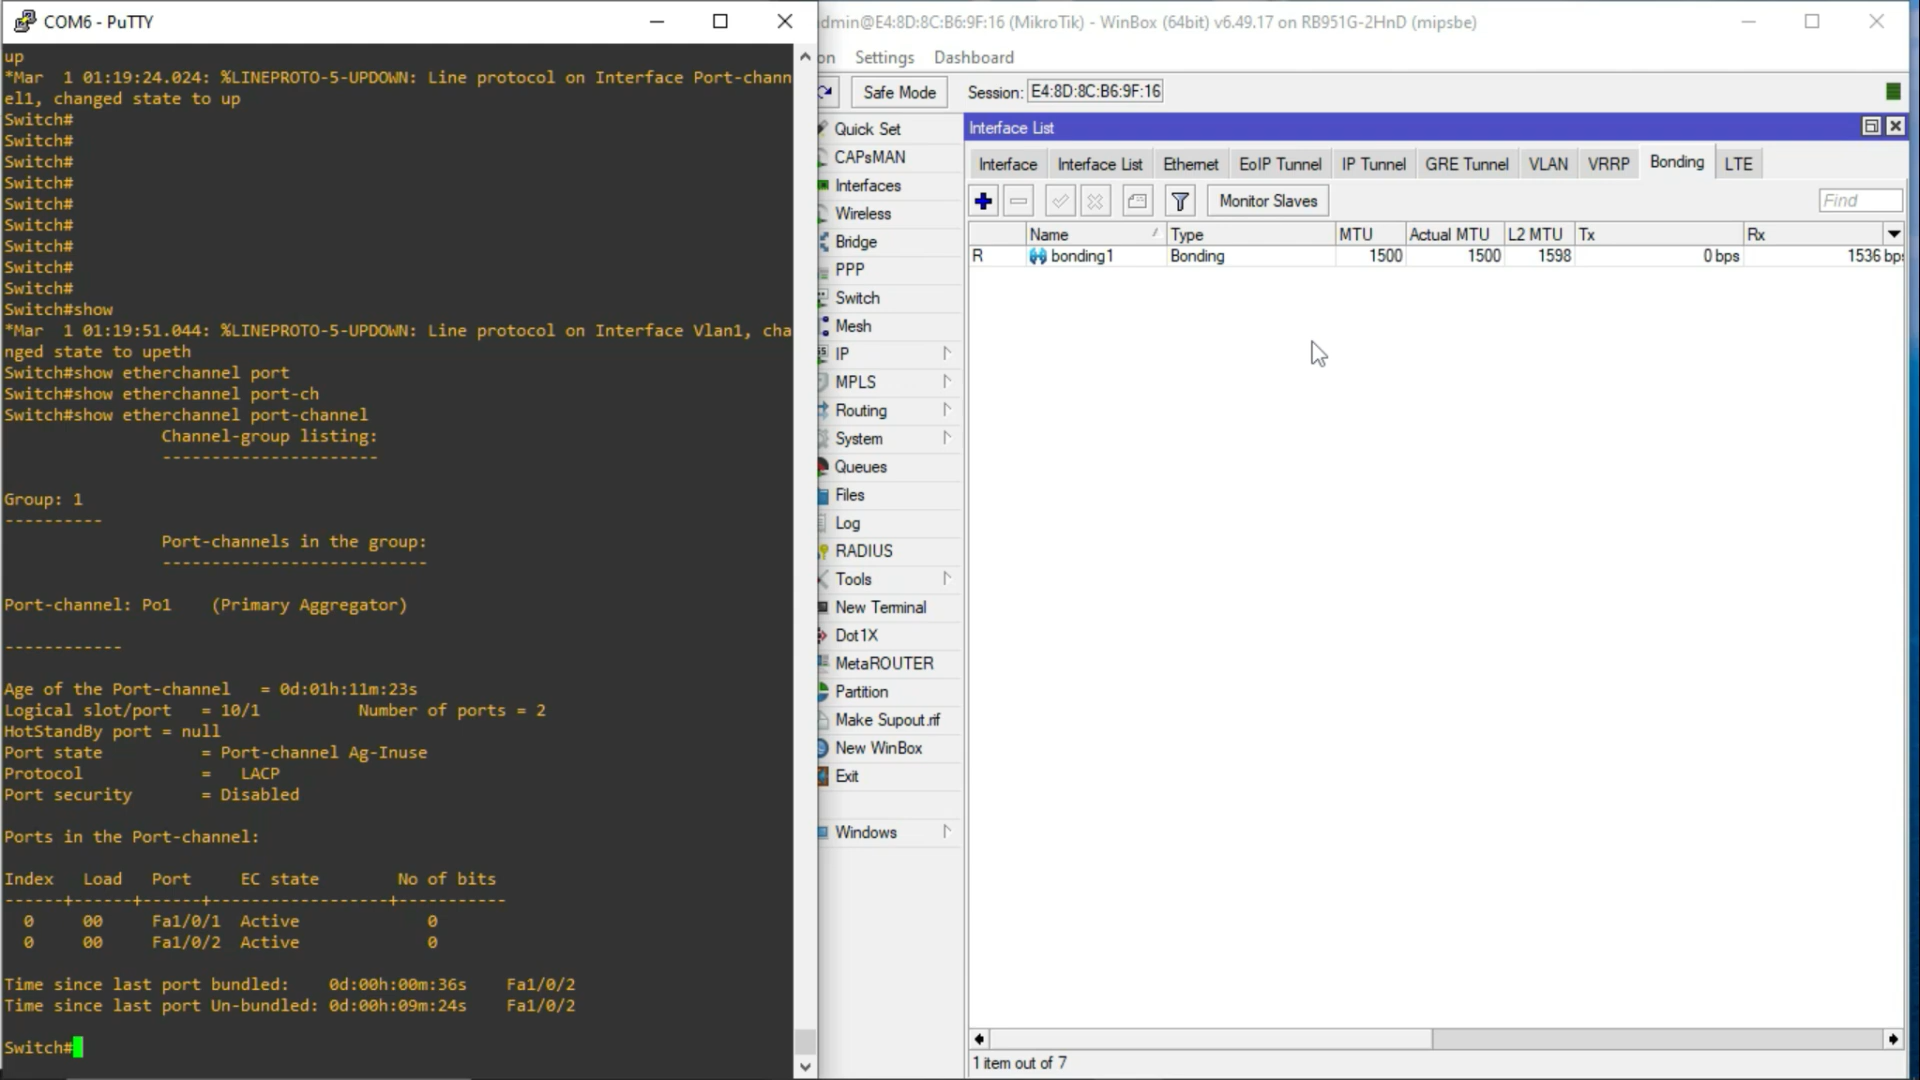 COM6 - PuTTY
up
*Mar  1 01:19:24.024: %LINEPROTO-5-UPDOWN: Line protocol on Interface Port-chann
el1, changed state to up
Switch#
Switch#
Switch#
Switch#
Switch#
Switch#
Switch#
Switch#
Switch#
Switch#show
*Mar  1 01:19:51.044: %LINEPROTO-5-UPDOWN: Line protocol on Interface Vlan1, cha
nged state to upeth
Switch#show etherchannel port
Switch#show etherchannel port-ch
Switch#show etherchannel port-channel
Channel-group listing:
----------------------
Group: 1
----------
Port-channels in the group:
---------------------------
Port-channel: Po1    (Primary Aggregator)
------------
Age of the Port-channel   = 0d:01h:11m:23s
Logical slot/port   = 10/1          Number of ports = 2
HotStandBy port = null
Port state          = Port-channel Ag-Inuse
Protocol            =   LACP
Port security       = Disabled
Ports in the Port-channel:
Index   Load   Port     EC state        No of bits
------+------+------+------------------+-----------
0     00     Fa1/0/1  Active             0
0     00     Fa1/0/2  Active             0
Time since last port bundled:    0d:00h:00m:36s    Fa1/0/2
Time since last port Un-bundled: 0d:00h:09m:24s    Fa1/0/2
Switch#
dmin@E4:8D:8C:B6:9F:16 (MikroTik) - WinBox (64bit) v6.49.17 on RB951G-2HnD (mipsbe)
on Settings Dashboard
Safe Mode Session: E4:8D:8C:B6:9F:16
Quick Set
CAPsMAN
Interfaces
Wireless
Bridge
PPP
Switch
Mesh
IP
MPLS
Routing
System
Queues
Files
Log
RADIUS
Tools
New Terminal
Dot1X
MetaROUTER
Partition
Make Supout.rif
New WinBox
Exit
Windows
Interface List
Interface Interface List Ethernet EoIP Tunnel IP Tunnel GRE Tunnel VLAN VRRP Bonding LTE
Monitor Slaves Find
Name Type MTU Actual MTU L2 MTU Tx Rx
R bonding1 Bonding 1500 1500 1598 0 bps 1536 bps
1 item out of 7